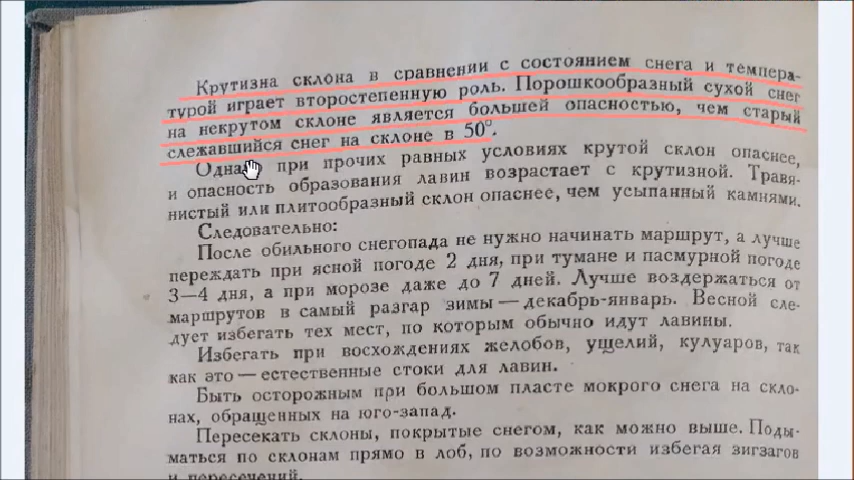 Крутизна склона в сравнении с состоянием снега и темпера-
турой играет второстепенную роль. Порошкообразный сухой снег
на некрутом склоне является большей опасностью, чем старый
слежавшийся снег на склоне в 50°.
при прочих равных условиях крутой склон опаснее,
и опасность образования лавин возрастает с крутизной. Травя-
нистый или плитообразный склон опаснее, чем усыпанный камнями.
Следовательно:
После обильного снегопада не нужно начинать маршрут, а лучше
переждать при ясной погоде 2 дня, при тумане и пасмурной погоде
3—4 дня, а при морозе даже до 7 дней. Лучше воздержаться от
маршрутов в самый разгар зимы — декабрь-январь. Весной сле-
дует избегать тех мест, по которым обычно идут лавины.
Избегать при восхождениях желобов, ущелий, кулуаров, так
как это — естественные стоки для лавин.
Быть осторожным при большом пласте мокрого снега на скло-
нах, обращенных на юго-запад.
Пересекать склоны, покрытые снегом, как можно выше. Поды-
маться по склонам прямо в лоб, по возможности избегая зигзагов
и пересечений.